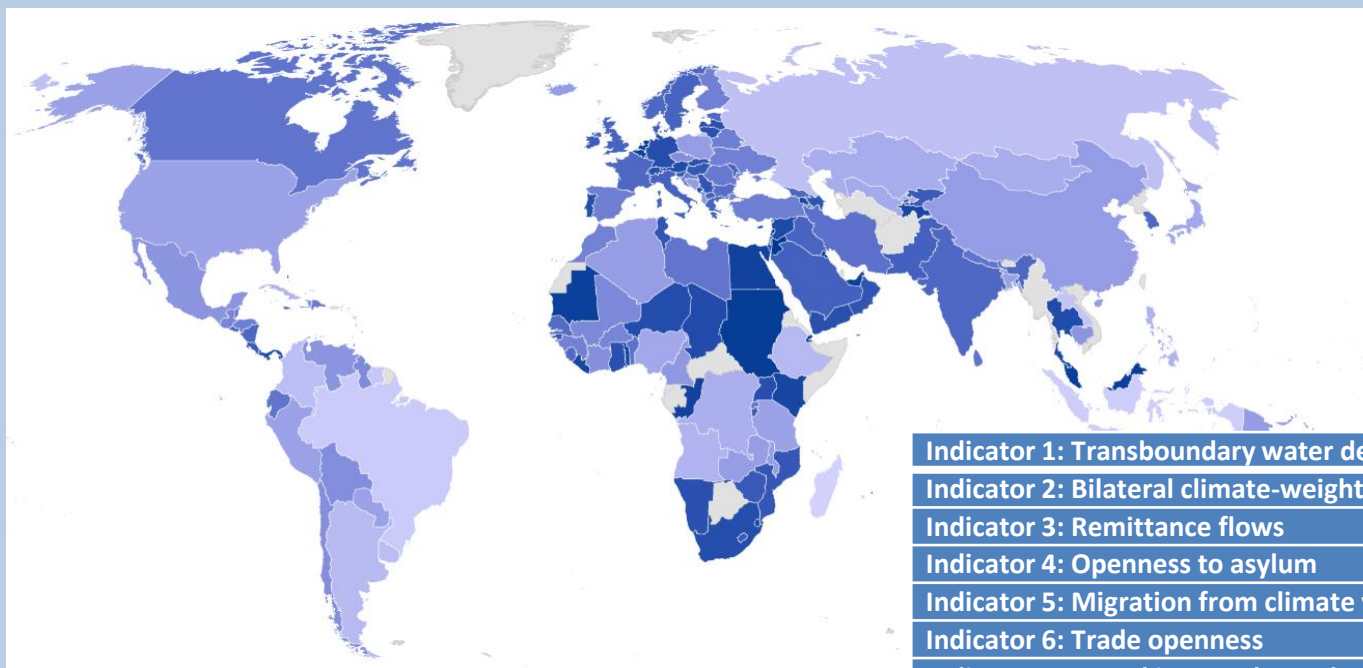 Indicator 1: Transboundary water de
Indicator 2: Bilateral climate-weight
Indicator 3: Remittance flows
Indicator 4: Openness to asylum
Indicator 5: Migration from climate
Indicator 6: Trade openness